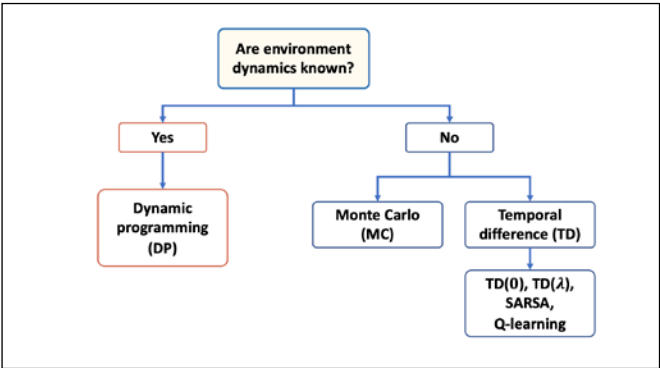 Are environment
dynamics known?
Yes
No
Dynamic
programming
(DP)
Monte Carlo
(MC)
Temporal
difference (TD)
TD(0), TD(λ),
SARSA,
Q-learning